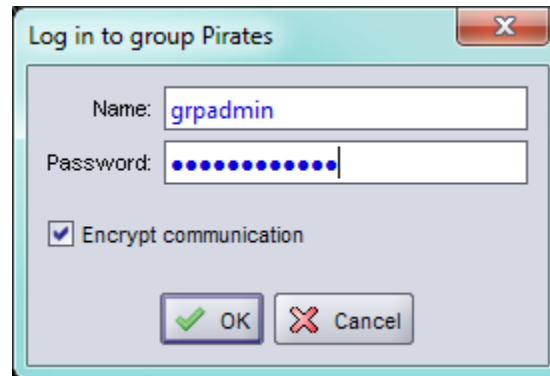 Log in to group Pirates
Name: grpadmin
Password: ●●●●●●●●●●●●
Encrypt communication
OK Cancel